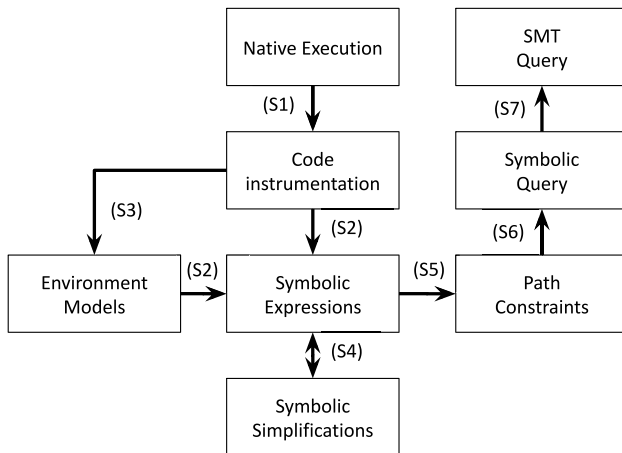 Native Execution
SMT
Query
(S1)
(S7)
Code
instrumentation
Symbolic
Query
(S3)
(S2)
(S6)
Environment
Models
(S2)
Symbolic
Expressions
(S5)
Path
Constraints
(S4)
Symbolic
Simplifications